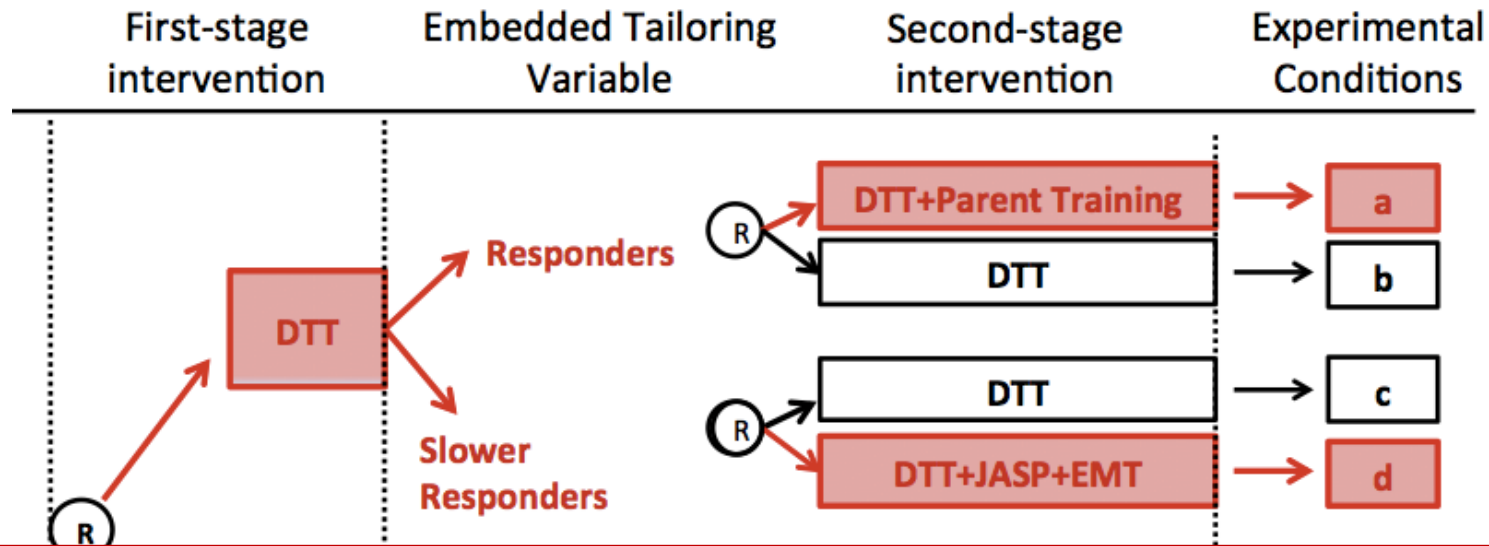 First-stage
intervention
Embedded Tailoring
Variable
Second-stage
intervention
Experimental
Conditions
R
DTT
Responders
Slower
Responders
R
DTT+Parent Training
a
DTT
b
R
DTT
c
DTT+JASP+EMT
d